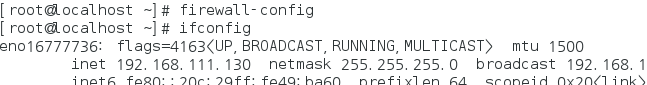 [root@localhost ~]# firewall-config
[root@localhost ~]# ifconfig
eno16777736: flags=4163<UP,BROADCAST,RUNNING,MULTICAST>  mtu 1500
        inet 192.168.111.130  netmask 255.255.255.0  broadcast 192.168.1
        inet6 fe80::20c:29ff:fe49:ba60  prefixlen 64  scopeid 0x20<link>